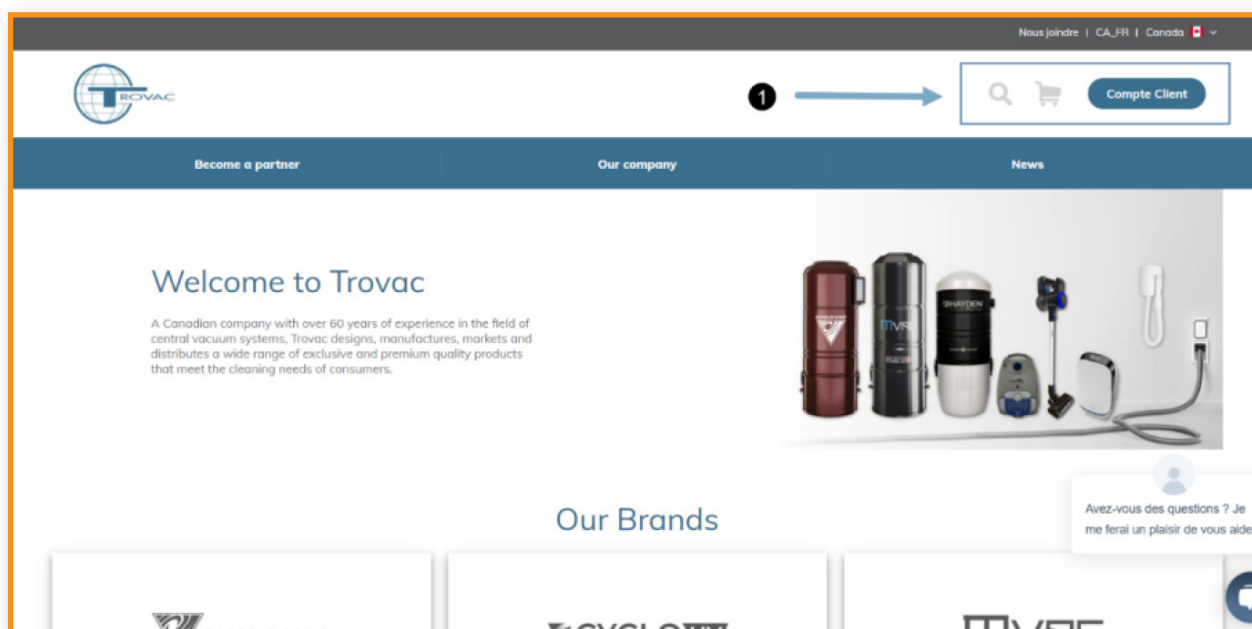 Nous joindre | CA_FR | Canada
TROVAC
1
Compte Client
Become a partner
Our company
News
Welcome to Trovac
A Canadian company with over 60 years of experience in the field of
central vacuum systems, Trovac designs, manufactures, markets and
distributes a wide range of exclusive and premium quality products
that meet the cleaning needs of consumers.
HAYDEN
MVAC
Our Brands
Avez-vous des questions ? Je
me ferai un plaisir de vous aide